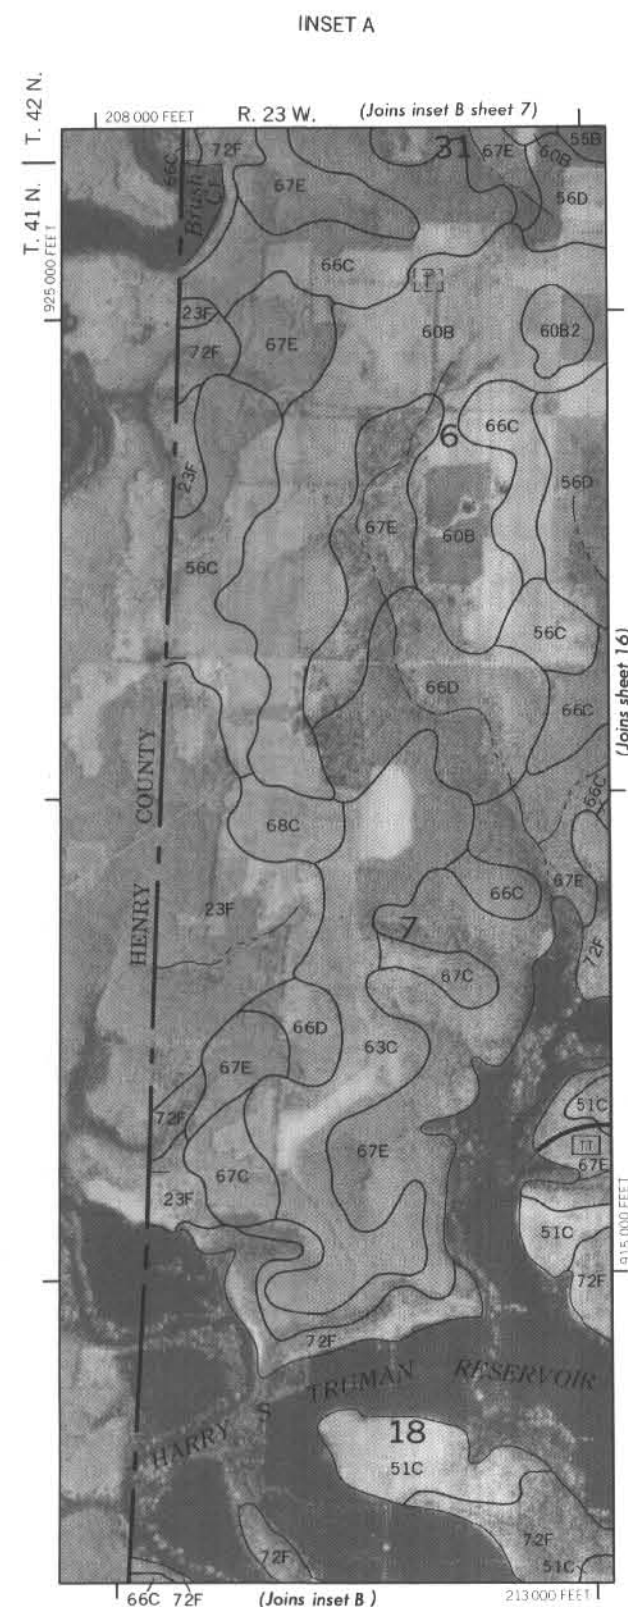 INSET A
T. 42 N.
T. 41 N.
208 000 FEET
R. 23 W.
(Joins inset B sheet 7)
925 000 FEET
66C
72F
31
67E
60B
55B
67E
Brush
Cr
56D
66C
23F
67E
60B
60B2
72F
6
66C
23F
67E
60B
56D
56C
56C
66D
66C
(Joins sheet 16)
HENRY COUNTY
66C
68C
66C
67E
23F
7
72F
67C
66D
63C
67E
51C
72F
TT
67E
67E
67C
23F
51C
915 000 FEET
72F
72F
HARRY S TRUMAN RESERVOIR
18
51C
72F
72F
51C
66C 72F
(Joins inset B )
213 000 FEET